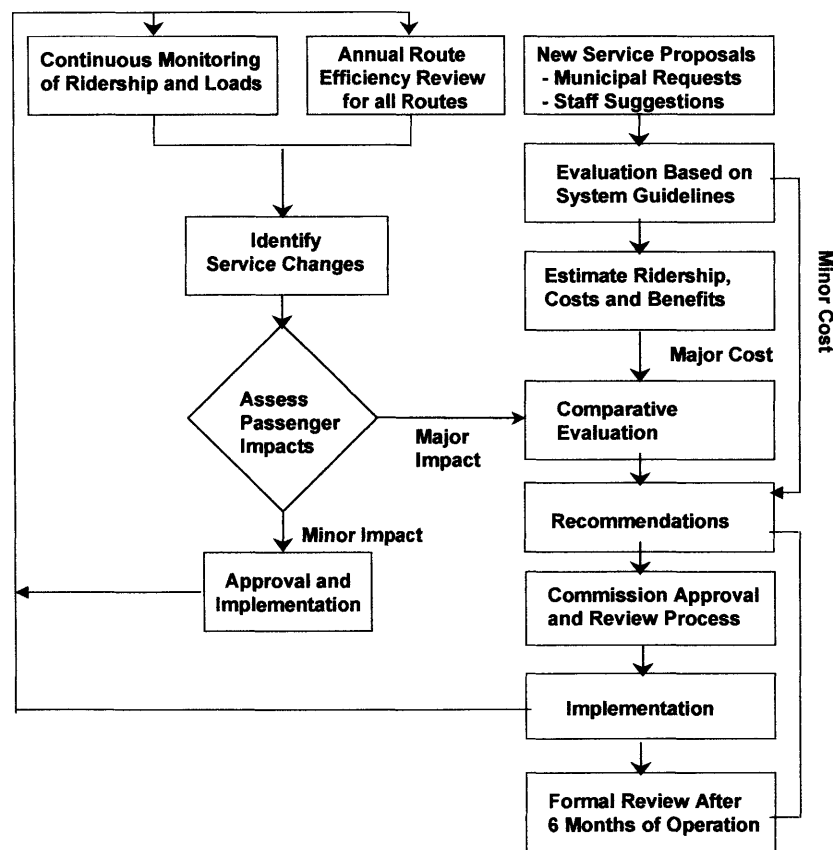 Continuous Monitoring
of Ridership and Loads
Annual Route
Efficiency Review
for all Routes
New Service Proposals
- Municipal Requests
- Staff Suggestions
Evaluation Based on
System Guidelines
Identify
Service Changes
Estimate Ridership,
Costs and Benefits
Minor Cost
Major Cost
Assess
Passenger
Impacts
Major
Impact
Comparative
Evaluation
Recommendations
Minor Impact
Approval and
Implementation
Commission Approval
and Review Process
Implementation
Formal Review After
6 Months of Operation